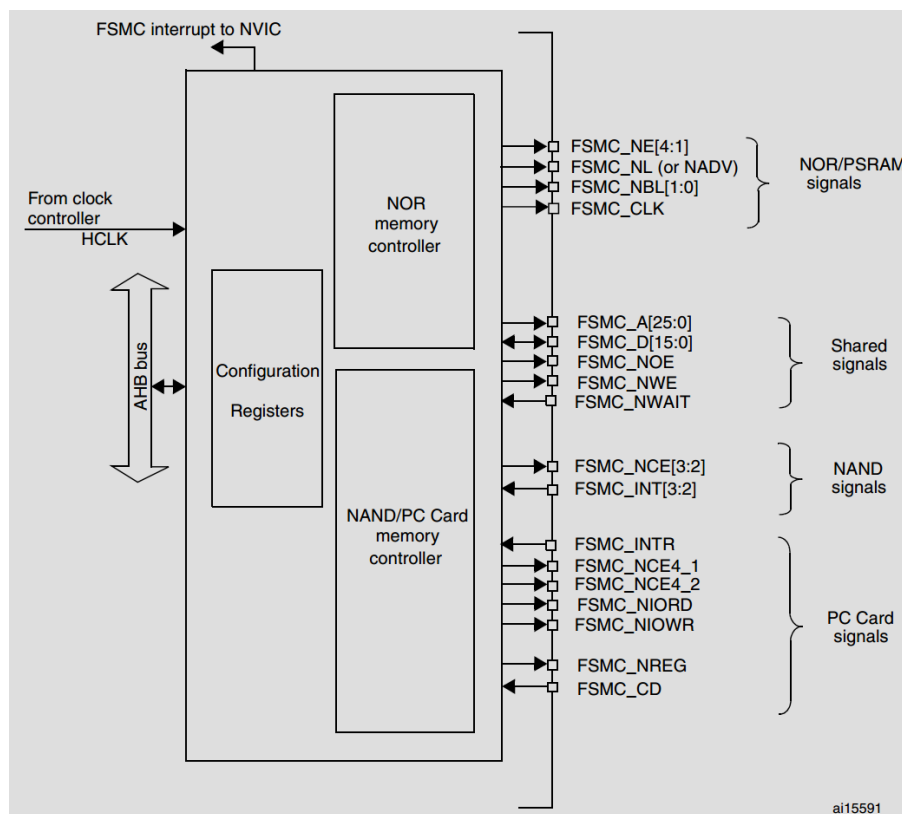 FSMC interrupt to NVIC
From clock
controller
HCLK
AHB bus
Configuration
Registers
NOR
memory
controller
NAND/PC Card
memory
controller
FSMC_NE[4:1]
FSMC_NL (or NADV)
FSMC_NBL[1:0]
FSMC_CLK
NOR/PSRAM
signals
FSMC_A[25:0]
FSMC_D[15:0]
FSMC_NOE
FSMC_NWE
FSMC_NWAIT
Shared
signals
FSMC_NCE[3:2]
FSMC_INT[3:2]
NAND
signals
FSMC_INTR
FSMC_NCE4_1
FSMC_NCE4_2
FSMC_NIORD
FSMC_NIOWR
FSMC_NREG
FSMC_CD
PC Card
signals
ai15591